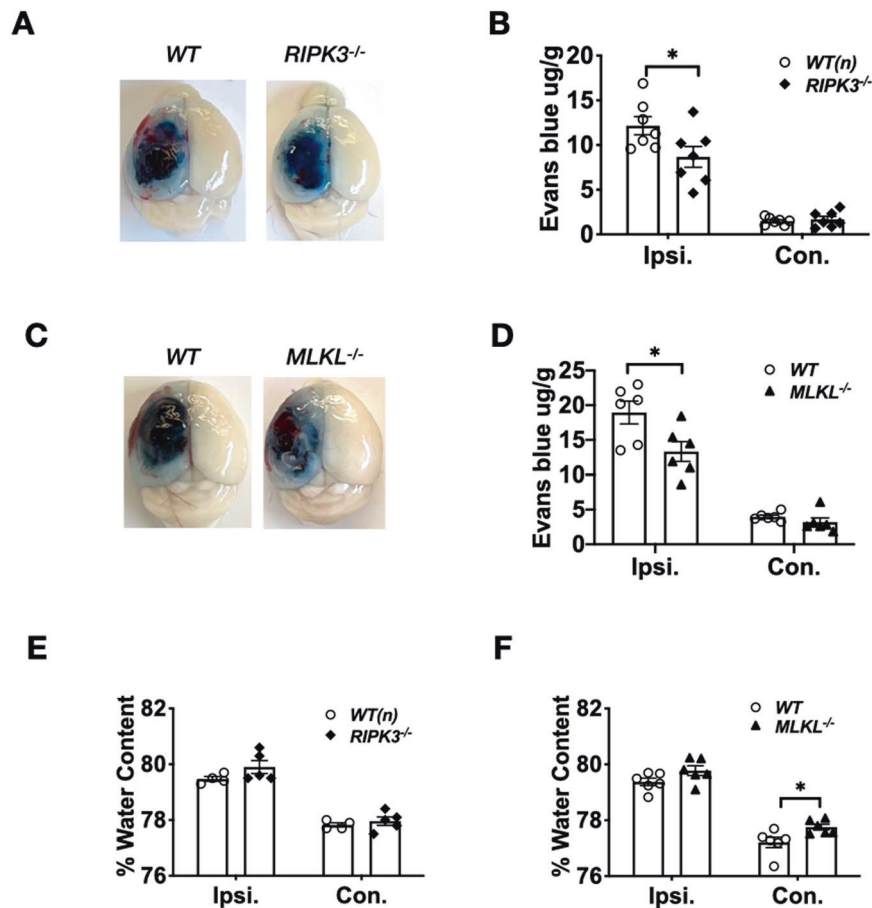 A
WT
RIPK3-/-
B
Evans blue ug/g
20
15
10
5
0
WT(n)
RIPK3-/-
*
Ipsi.
Con.
C
WT
MLKL-/-
D
Evans blue ug/g
25
20
15
10
5
0
WT
MLKL-/-
*
Ipsi.
Con.
E
% Water Content
82
80
78
76
WT(n)
RIPK3-/-
Ipsi.
Con.
F
% Water Content
82
80
78
76
WT
MLKL-/-
*
Ipsi.
Con.